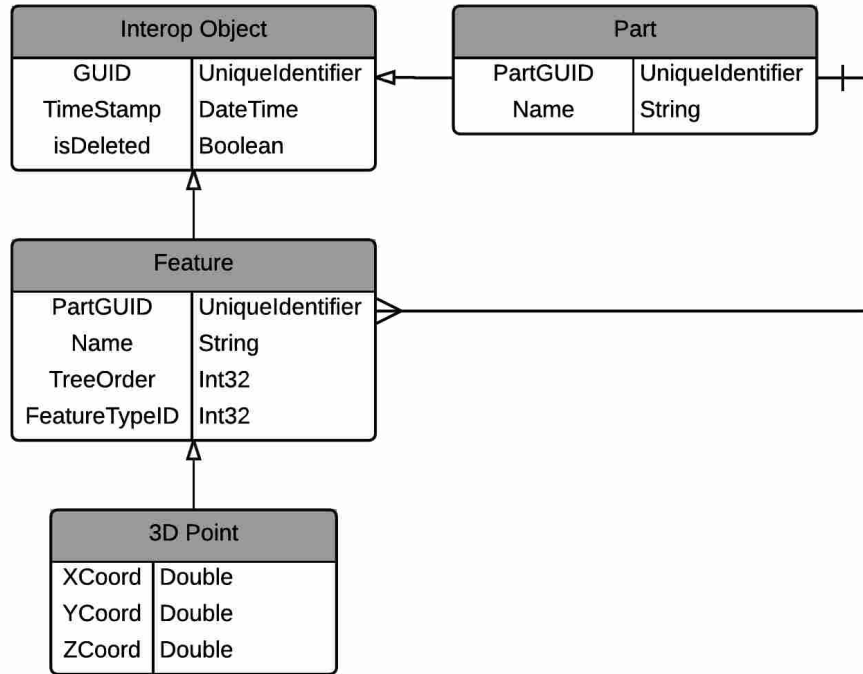 Interop Object
GUID UniqueIdentifier
TimeStamp DateTime
isDeleted Boolean
Part
PartGUID UniqueIdentifier
Name String
Feature
PartGUID UniqueIdentifier
Name String
TreeOrder Int32
FeatureTypeID Int32
3D Point
XCoord Double
YCoord Double
ZCoord Double